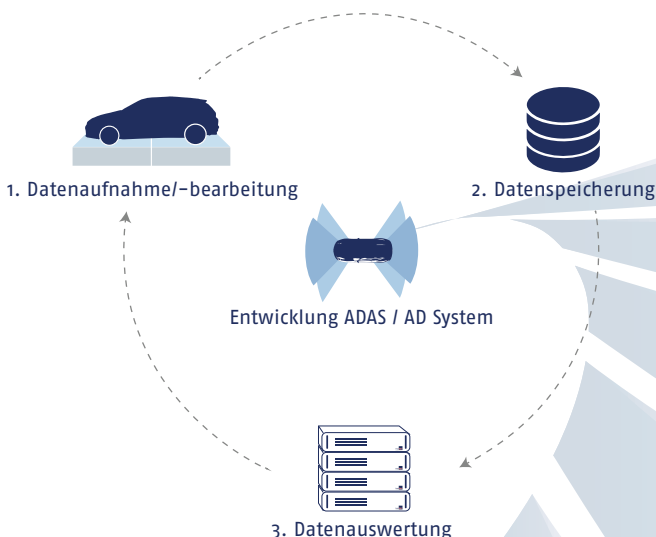 1. Datenaufnahme/-bearbeitung
2. Datenspeicherung
Entwicklung ADAS / AD System
3. Datenauswertung